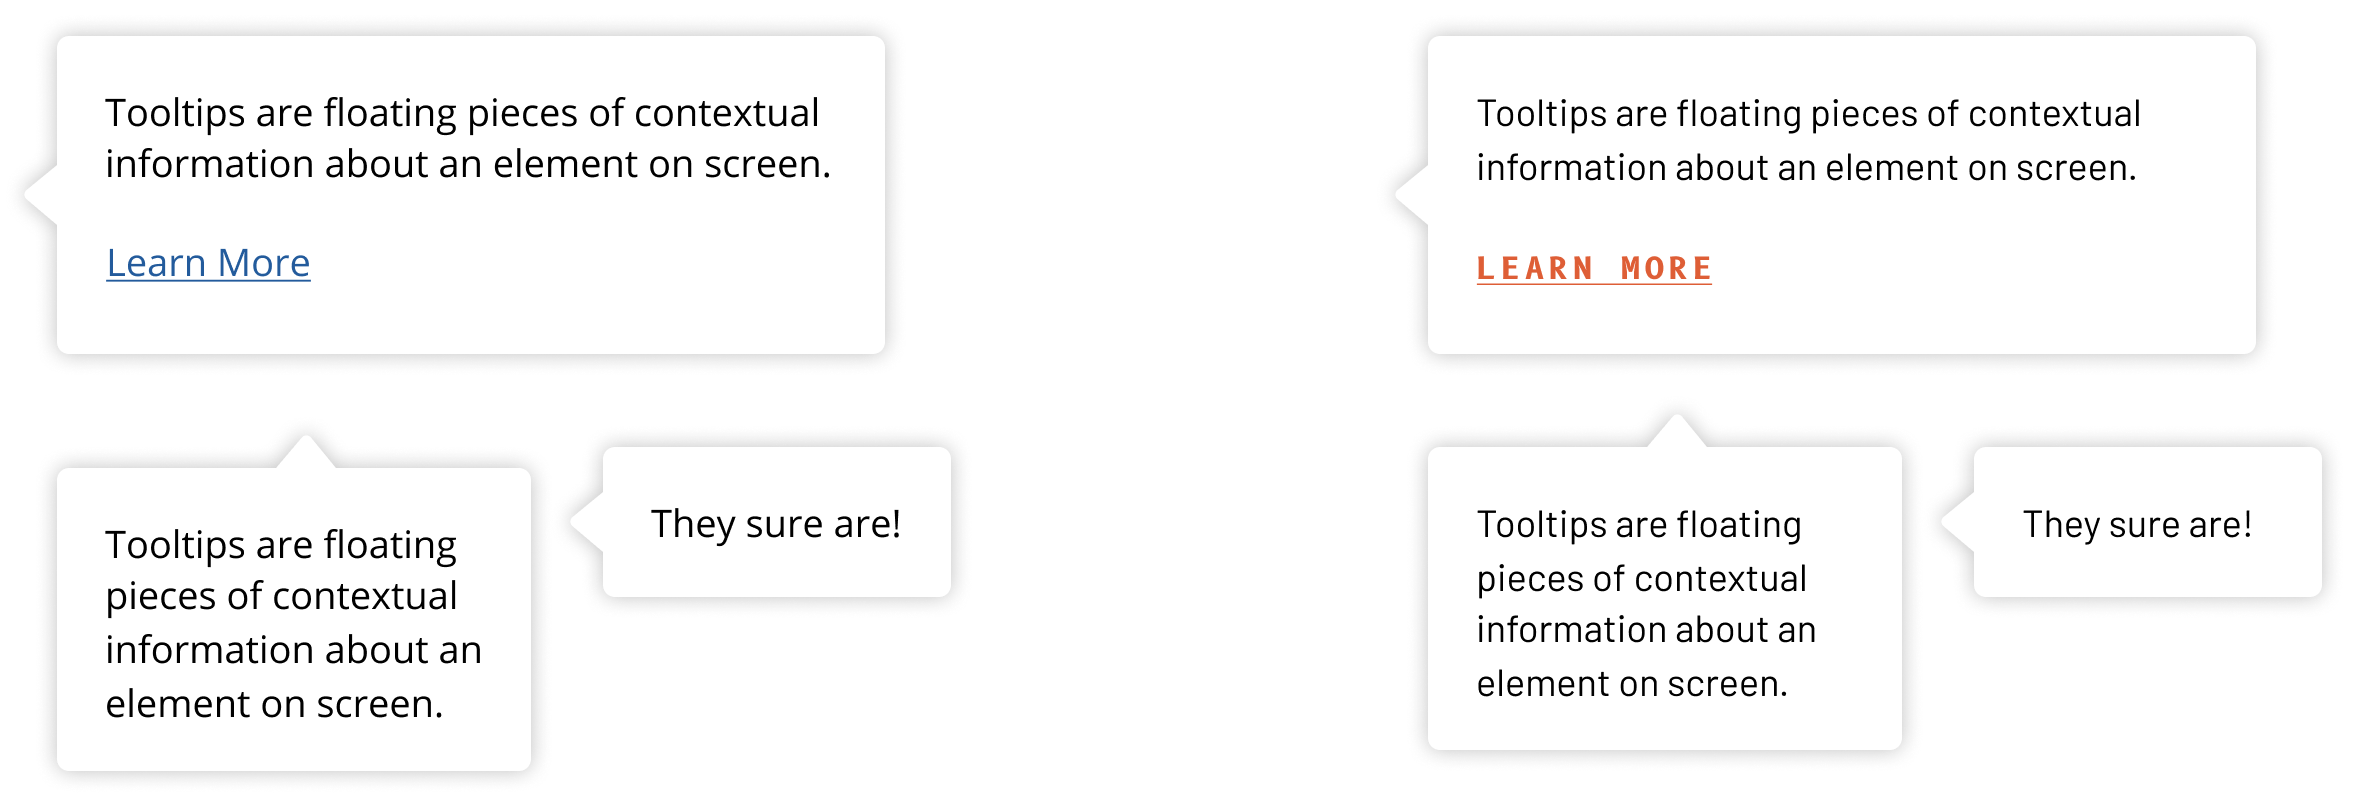 Tooltips are floating pieces of contextual
information about an element on screen.
Learn More
Tooltips are floating
pieces of contextual
information about an
element on screen.
They sure are!
Tooltips are floating pieces of contextual
information about an element on screen.
LEARN MORE
Tooltips are floating
pieces of contextual
information about an
element on screen.
They sure are!